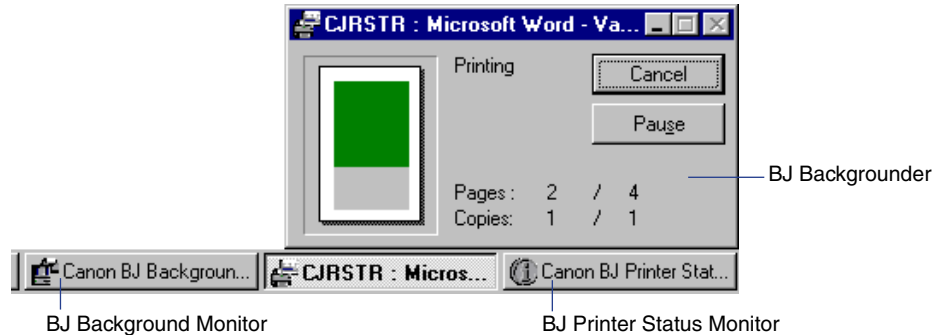 CJRSTR : Microsoft Word - Va...
Printing
Cancel
Pause
BJ Backgrounder
Pages : 2 / 4
Copies: 1 / 1
Canon BJ Backgroun...
CJRSTR : Micros...
Canon BJ Printer Stat...
BJ Background Monitor
BJ Printer Status Monitor